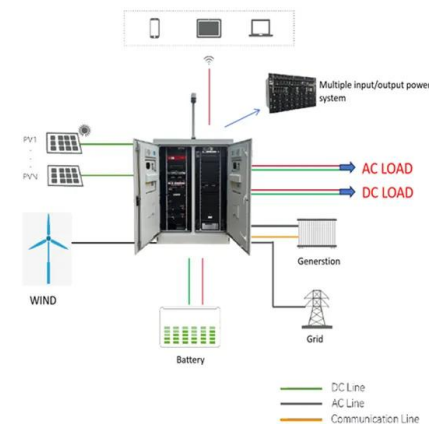 Multiple input/output power
system
PV1
PVN
AC LOAD
DC LOAD
WIND
Generstion
Grid
Battery
DC Line
AC Line
Communication Line